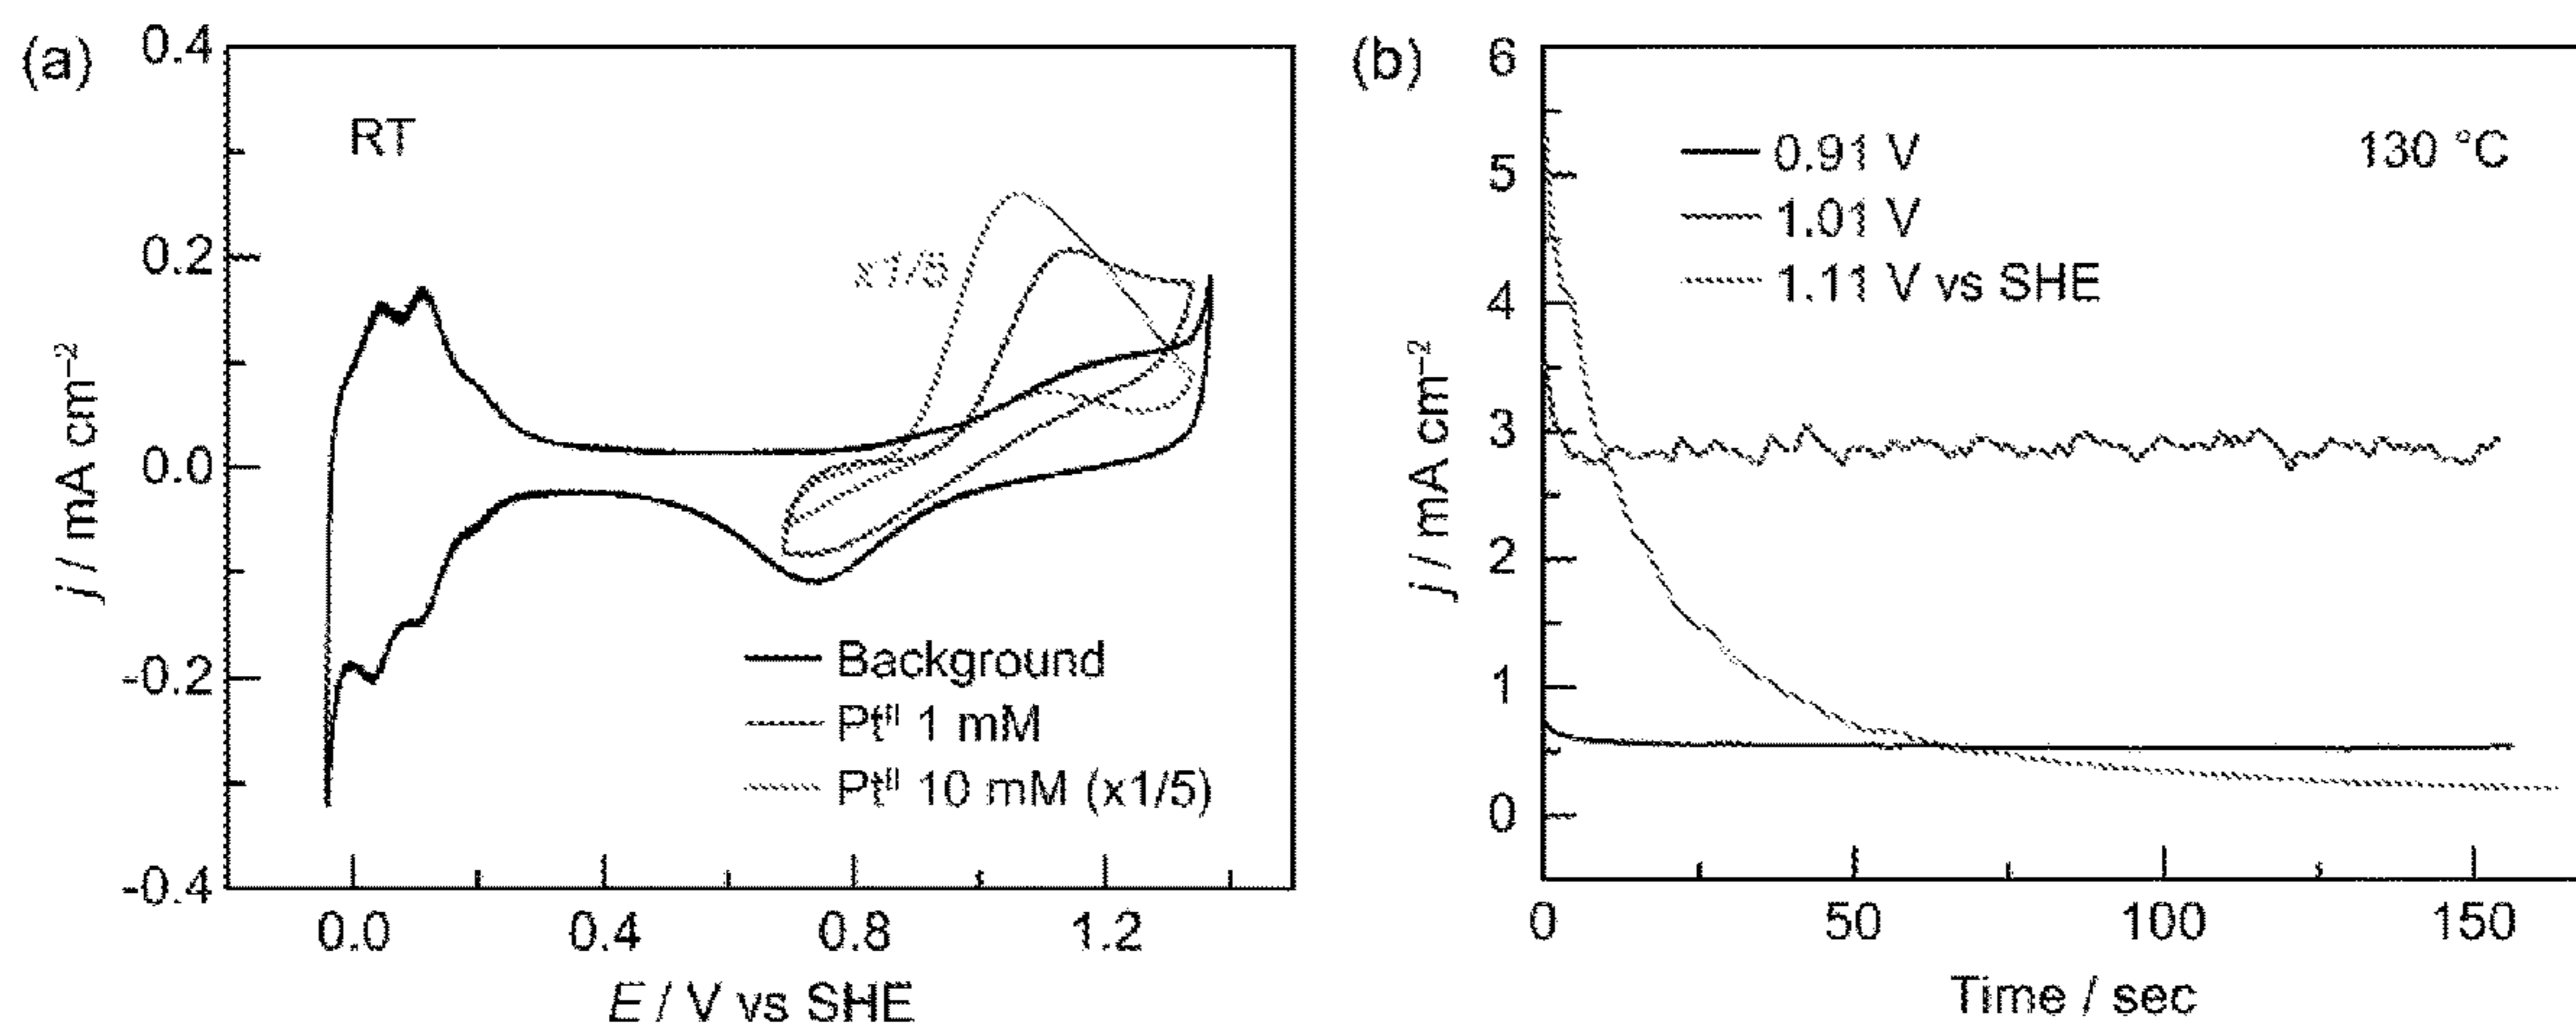 (a)
0.4
0.2
0.0
-0.2
-0.4
j / mA cm⁻²
RT
x1/5
Background
Ptᴵᴵ 1 mM
Ptᴵᴵ 10 mM (x1/5)
0.0 0.4 0.8 1.2
E / V vs SHE
(b)
6
5
4
3
2
1
0
j / mA cm⁻²
0.91 V
1.01 V
1.11 V vs SHE
130 °C
0 50 100 150
Time / sec